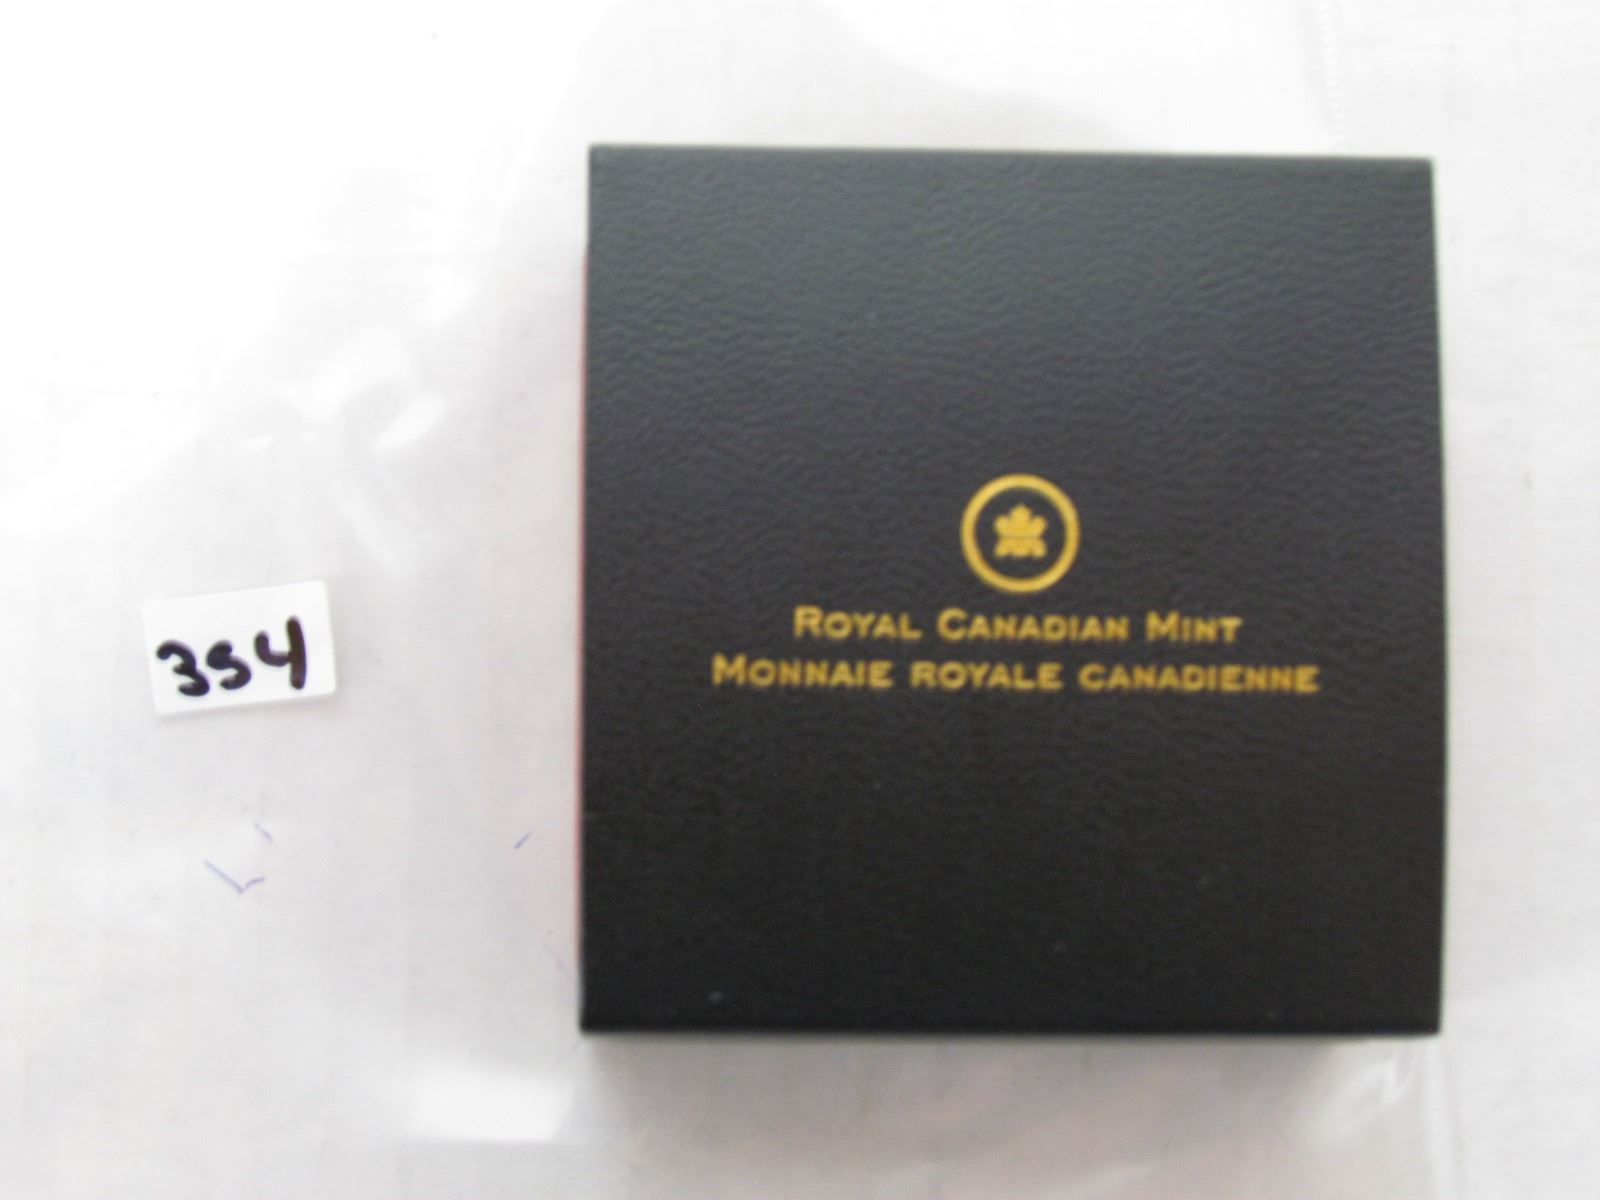 354
ROYAL CANADIAN MINT
MONNAIE ROYALE CANADIENNE